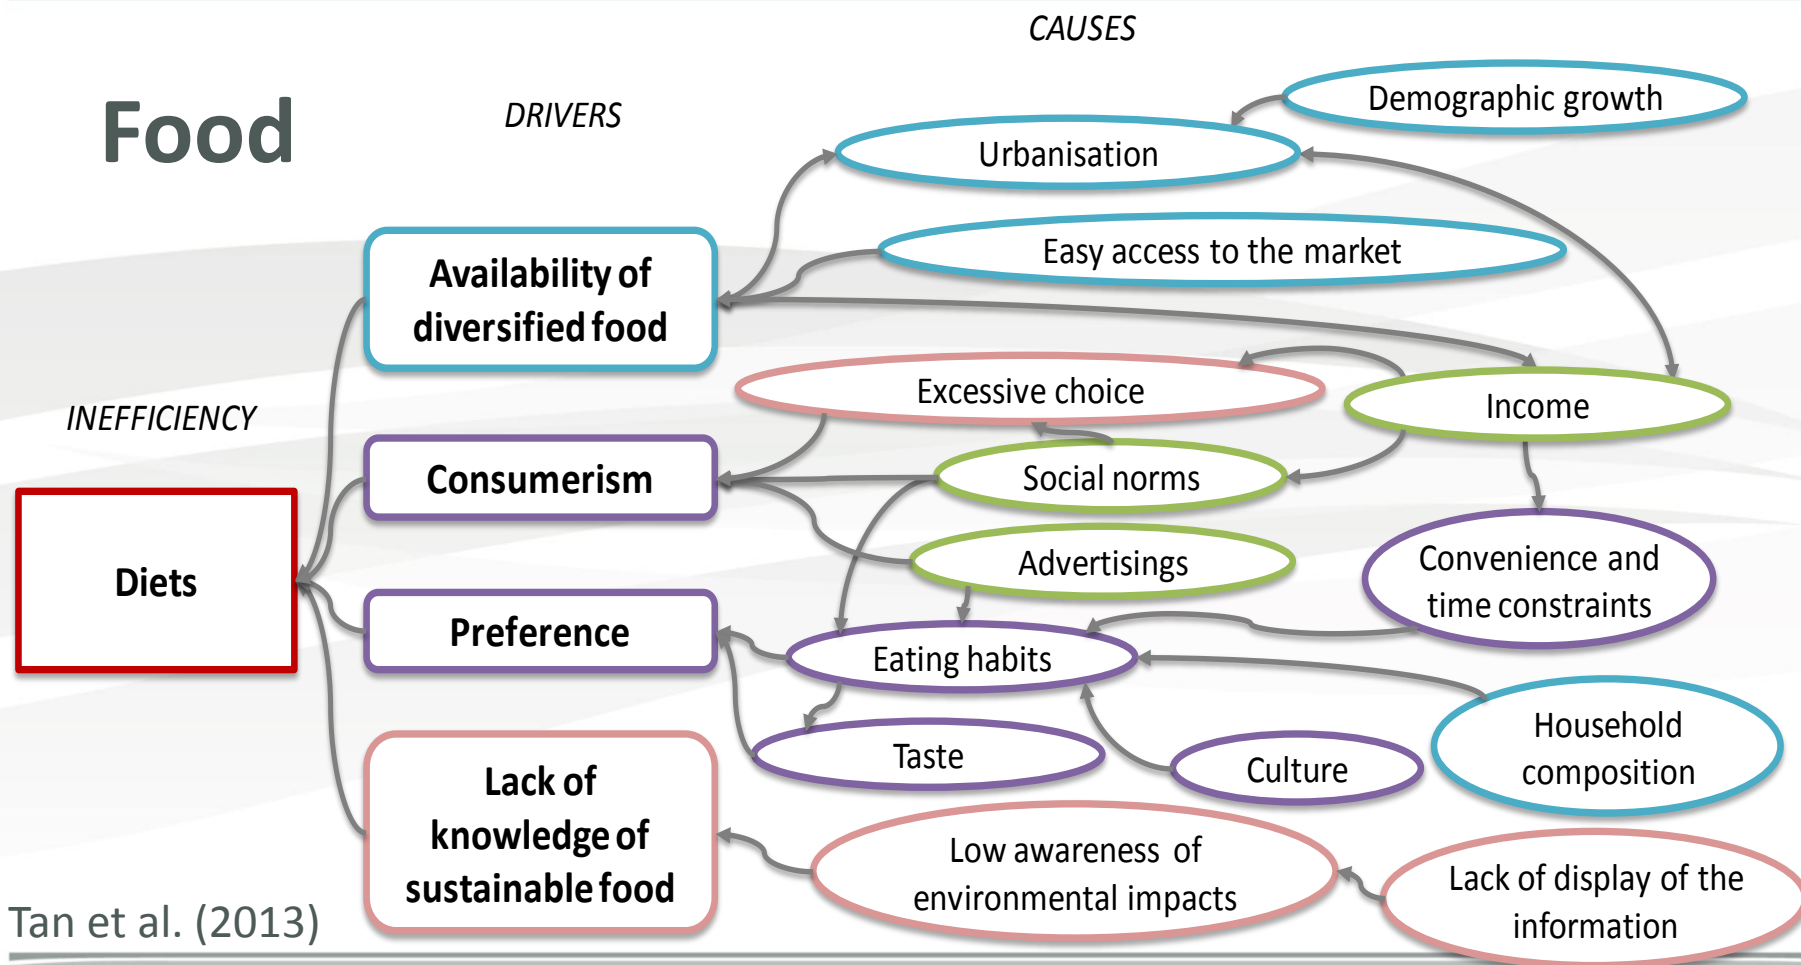 CAUSES
Food
DRIVERS
Demographic growth
Urbanisation
Easy access to the market
Availability of
diversified food
INEFFICIENCY
Excessive choice
Income
Consumerism
Social norms
Diets
Advertisings
Convenience and
time constraints
Preference
Eating habits
Household
composition
Taste
Culture
Lack of
knowledge of
sustainable food
Low awareness of
environmental impacts
Lack of display of the
information
Tan et al. (2013)